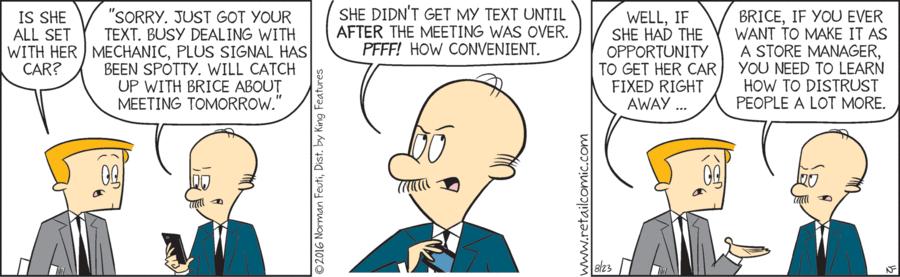 IS SHE
ALL SET
WITH HER
CAR?
"SORRY. JUST GOT YOUR
TEXT. BUSY DEALING WITH
MECHANIC, PLUS SIGNAL HAS
BEEN SPOTTY. WILL CATCH
UP WITH BRICE ABOUT
MEETING TOMORROW."
©2016 Norman Feuti, Dist. by King Features
SHE DIDN'T GET MY TEXT UNTIL
AFTER THE MEETING WAS OVER.
PFFF! HOW CONVENIENT.
www.retailcomic.com
WELL, IF
SHE HAD THE
OPPORTUNITY
TO GET HER CAR
FIXED RIGHT
AWAY ...
BRICE, IF YOU EVER
WANT TO MAKE IT AS
A STORE MANAGER,
YOU NEED TO LEARN
HOW TO DISTRUST
PEOPLE A LOT MORE.
8/23
NF